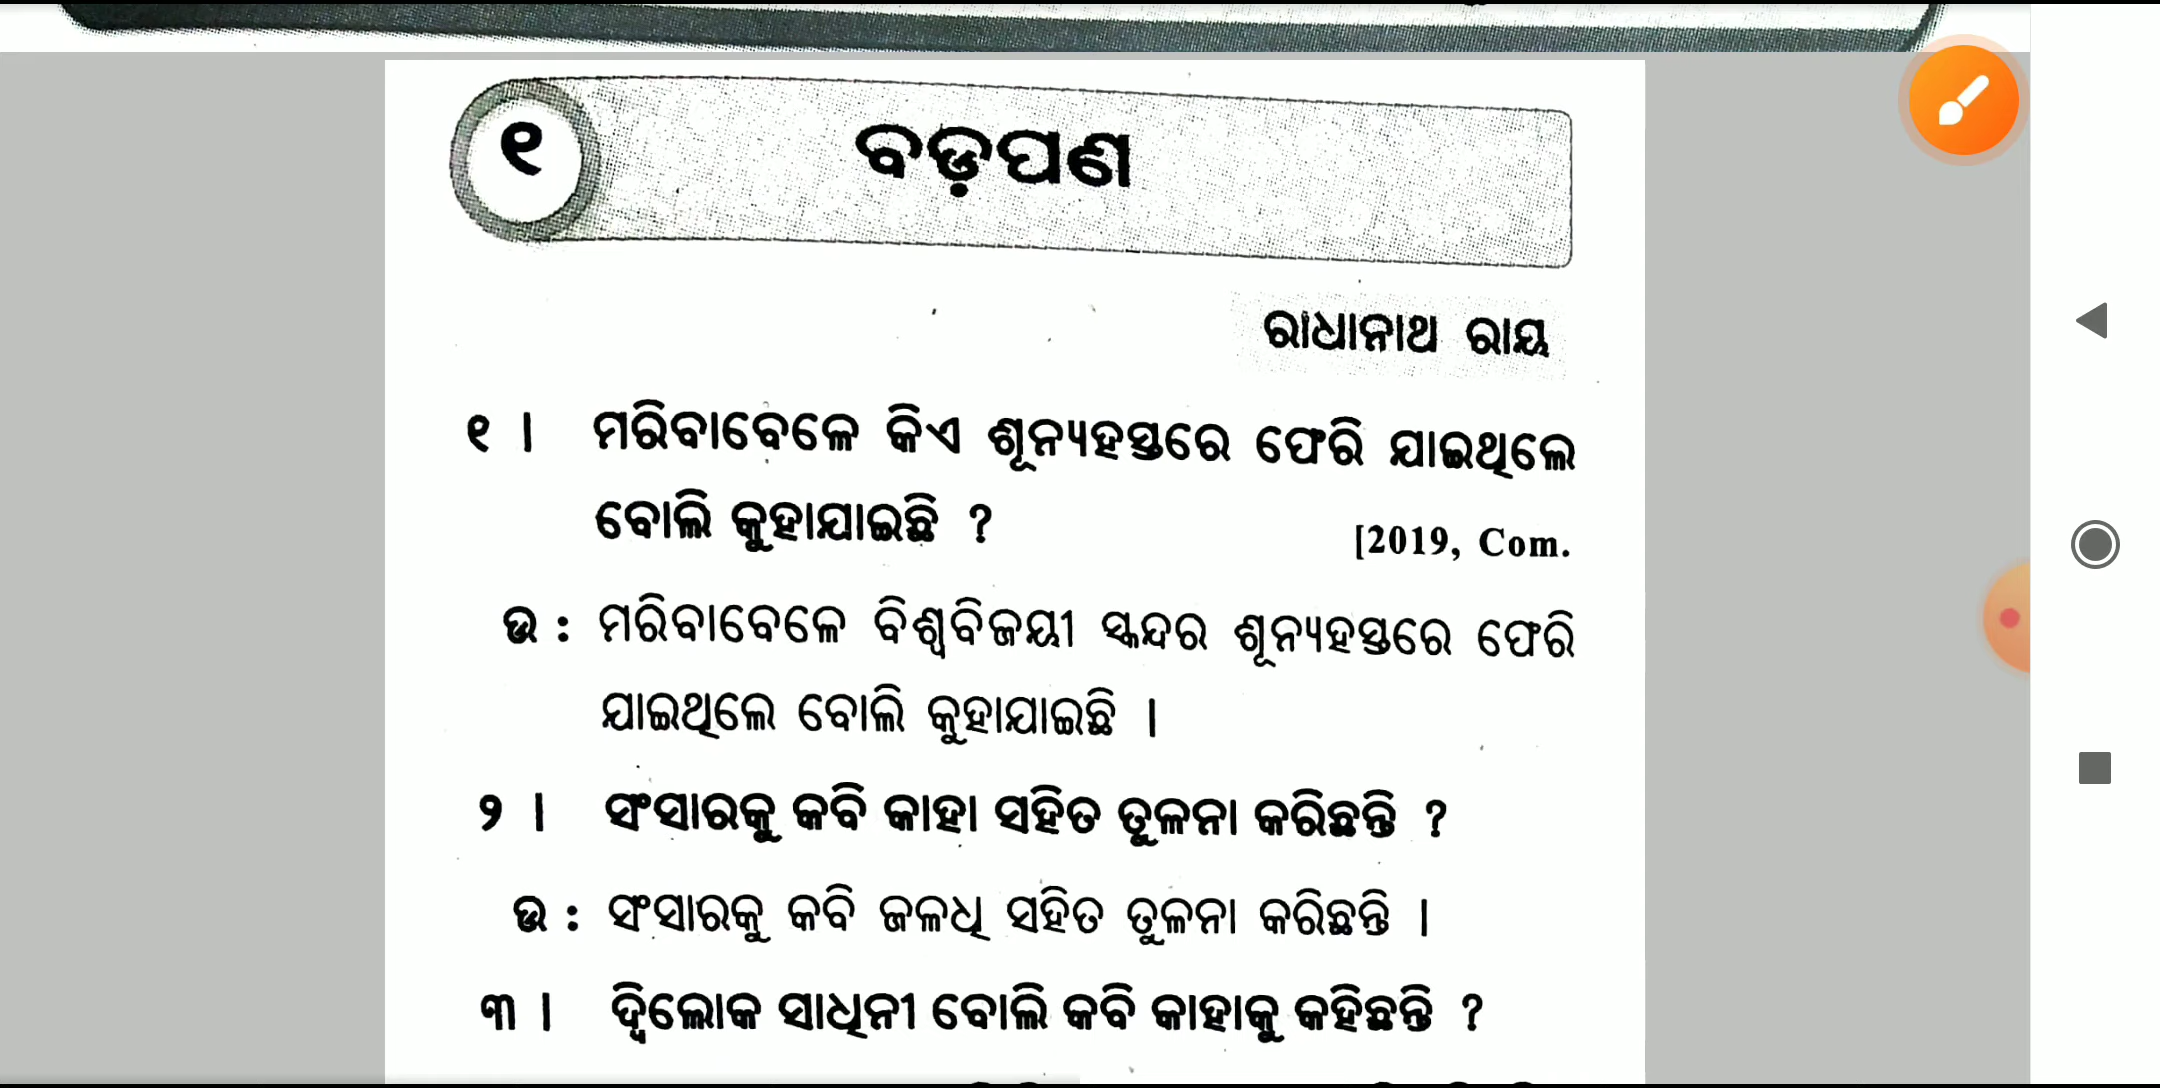 ୧
ବଡ଼ପଣ
ରାଧାନାଥ ରାୟ
୧ । ମରିବାବେଳେ କିଏ ଶୂନ୍ୟହସ୍ତରେ ଫେରି ଯାଇଥିଲେ
ବୋଲି କୁହାଯାଇଛି ?
[2019, Com.
ଉ : ମରିବାବେଳେ ବିଶ୍ୱବିଜୟୀ ସ୍କନ୍ଦର ଶୂନ୍ୟହସ୍ତରେ ଫେରି
ଯାଇଥିଲେ ବୋଲି କୁହାଯାଇଛି ।
୨ । ସଂସାରକୁ କବି କାହା ସହିତ ତୁଳନା କରିଛନ୍ତି ?
ଉ : ସଂସାରକୁ କବି ଜଳଧି ସହିତ ତୁଳନା କରିଛନ୍ତି ।
୩ । ଦ୍ୱିଲୋକ ସାଧିନୀ ବୋଲି କବି କାହାକୁ କହିଛନ୍ତି ?